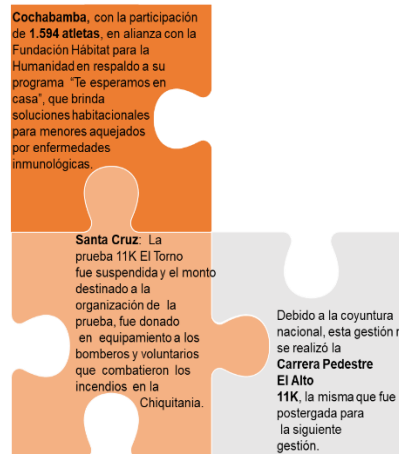 Cochabamba, con la participación
de 1.594 atletas, en alianza con la
Fundación Hábitat para la
Humanidad en respaldo a su
programa “Te esperamos en
casa”, que brinda
soluciones habitacionales
para menores aquejados
por enfermedades
inmunológicas.
Santa Cruz: La
prueba 11K El Torno
fue suspendida y el monto
destinado a la
organización de la
prueba, fue donado
en equipamiento a los
bomberos y voluntarios
que combatieron los
incendios en la
Chiquitania.
Debido a la coyuntura
nacional, esta gestión
se realizó la
Carrera Pedestre
El Alto
11K, la misma que fue
postergada para
la siguiente
gestión.